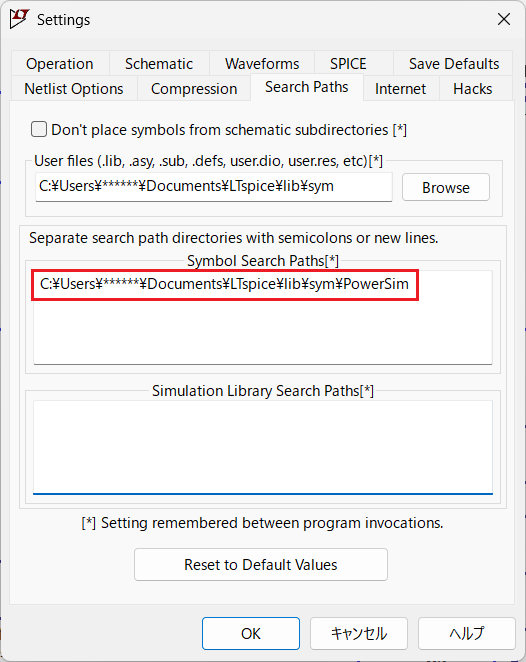 Settings
Operation Schematic Waveforms SPICE Save Defaults
Netlist Options Compression Search Paths Internet Hacks
Don't place symbols from schematic subdirectories [*]
User files (.lib, .asy, .sub, .defs, user.dio, user.res, etc)[*]
C:¥Users¥******¥Documents¥LTspice¥lib¥sym Browse
Separate search path directories with semicolons or new lines.
Symbol Search Paths[*]
C:¥Users¥******¥Documents¥LTspice¥lib¥sym¥PowerSim
Simulation Library Search Paths[*]
[*] Setting remembered between program invocations.
Reset to Default Values
OK キャンセル ヘルプ